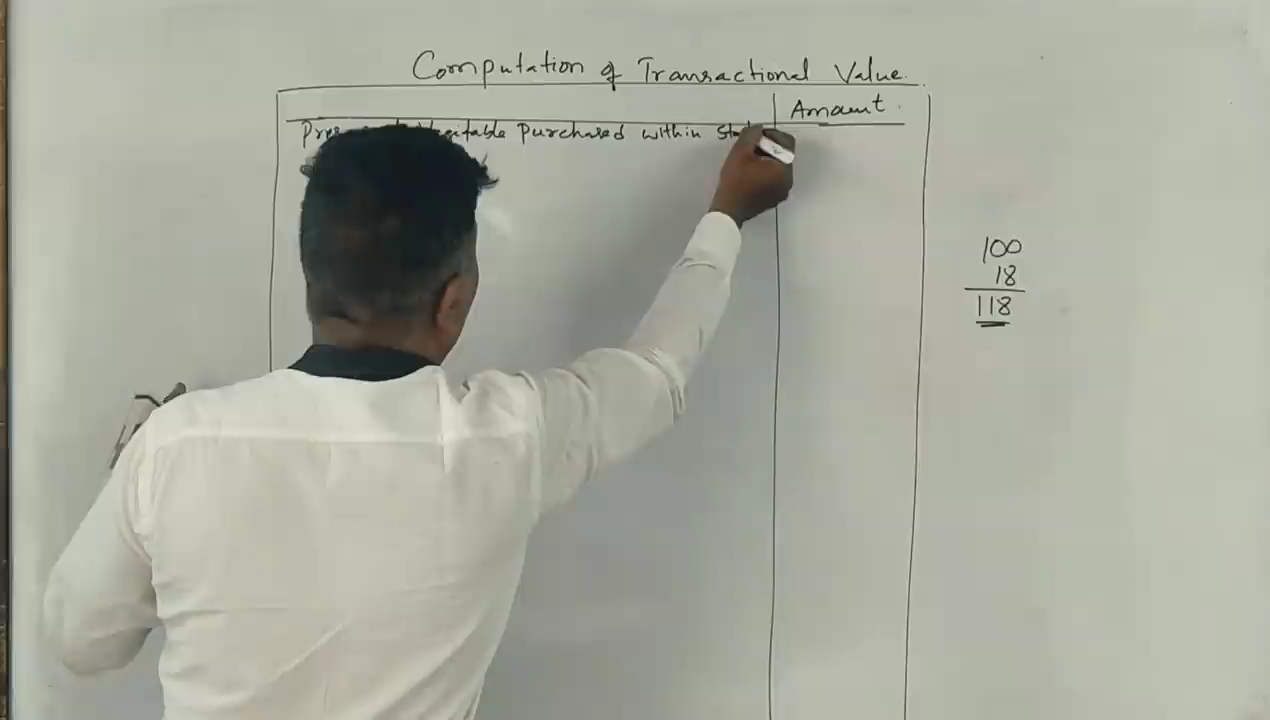 Computation of Transactional Value.
Amount.
Purchased within
100
18
118